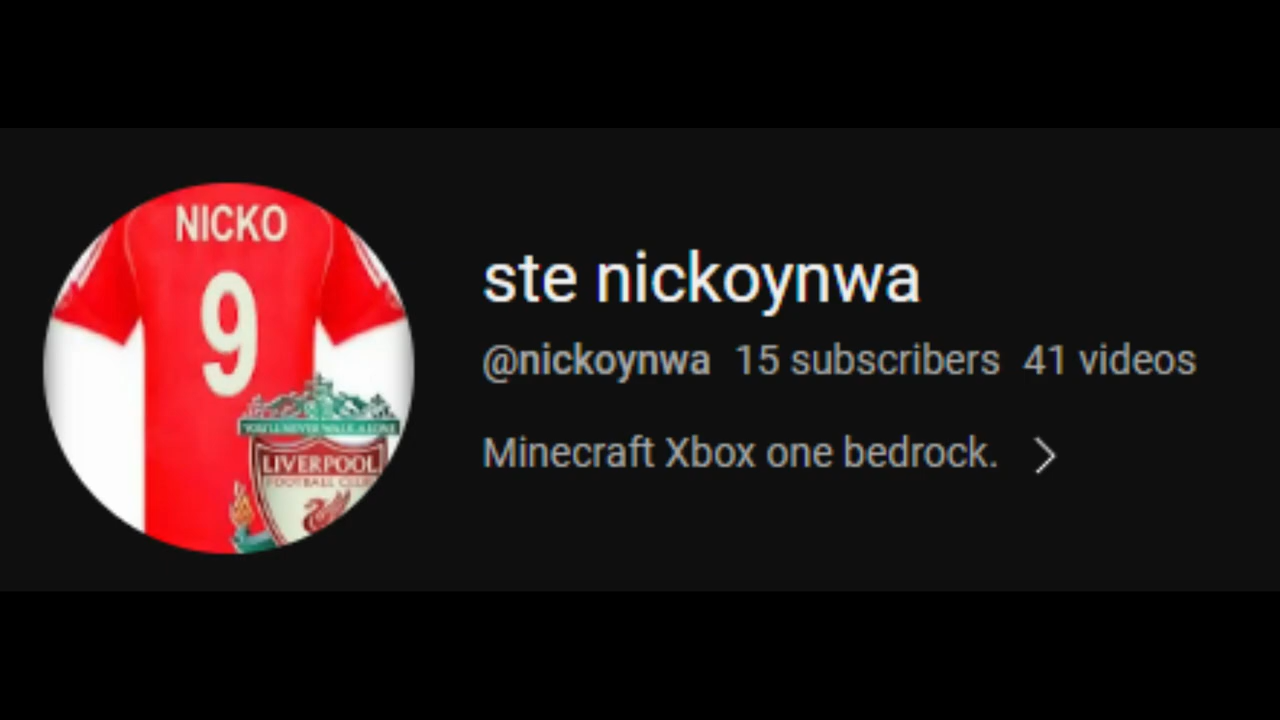 NICKO
9
YOU'LL NEVER WALK ALONE
LIVERPOOL
FOOTBALL CLUB
ste nickoynwa
@nickoynwa 15 subscribers 41 videos
Minecraft Xbox one bedrock.